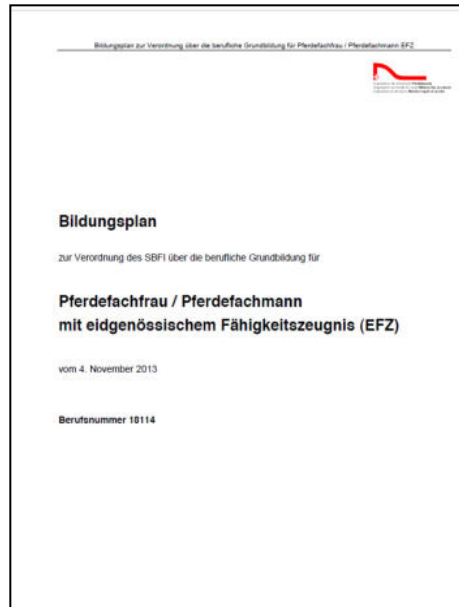 Bildungsplan zur Verordnung über die berufliche Grundbildung für Pferdefachfrau / Pferdefachmann EFZ
Bildungsplan
zur Verordnung des SBFI über die berufliche Grundbildung für
Pferdefachfrau / Pferdefachmann
mit eidgenössischem Fähigkeitszeugnis (EFZ)
vom 4. November 2013
Berufsnummer 18114